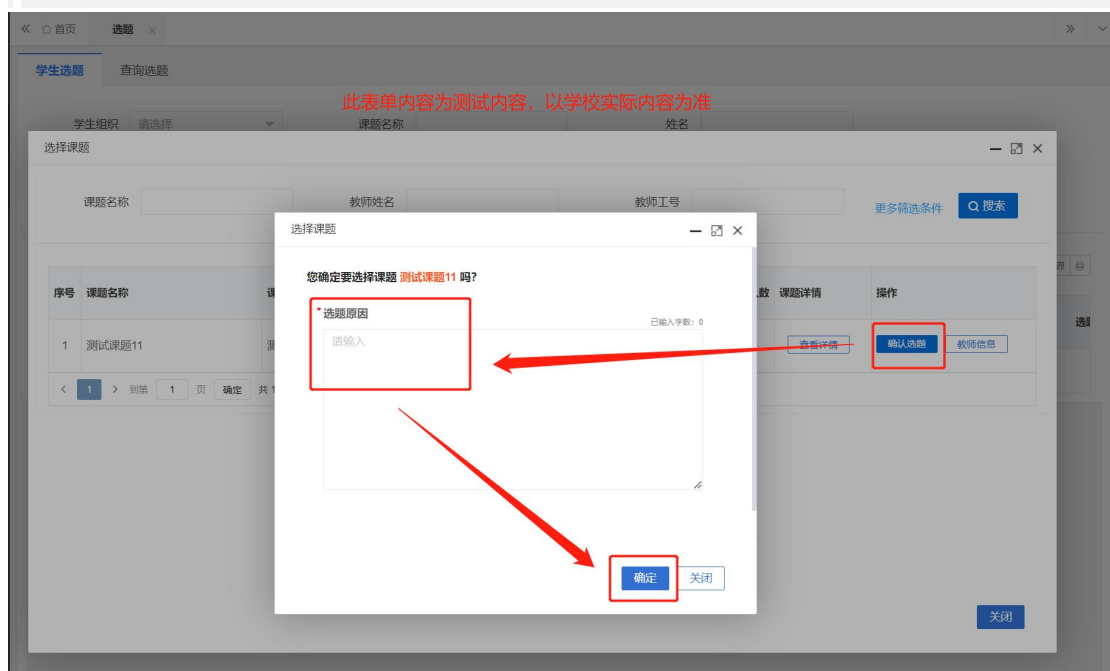 首页 选题
学生选题 查询选题
此表单内容为测试内容，以学校实际内容为准
学生组织 请选择 课题名称 姓名
选择课题
课题名称 教师姓名 教师工号 更多筛选条件 搜索
选择课题
您确定要选择课题 测试课题11 吗?
序号 课题名称 课 数 课题详情 操作
*选题原因
已输入字数: 0
选题
请输入
1 测试课题11 测 查看详情 确认选题 教师信息
1 到第 1 页 确定 共 1
确定 关闭
关闭